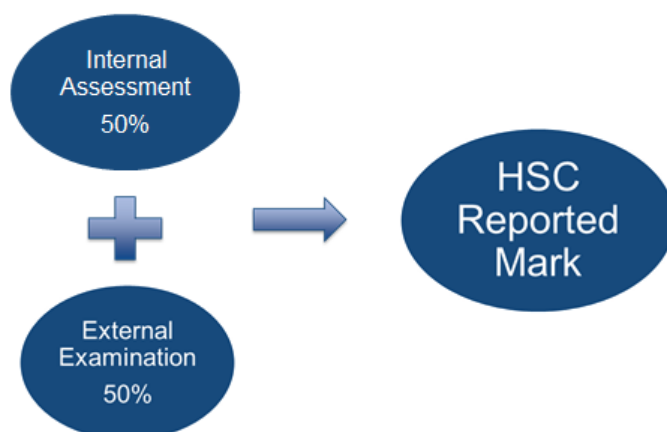 Internal
Assessment
50%
External
Examination
50%
HSC
Reported
Mark